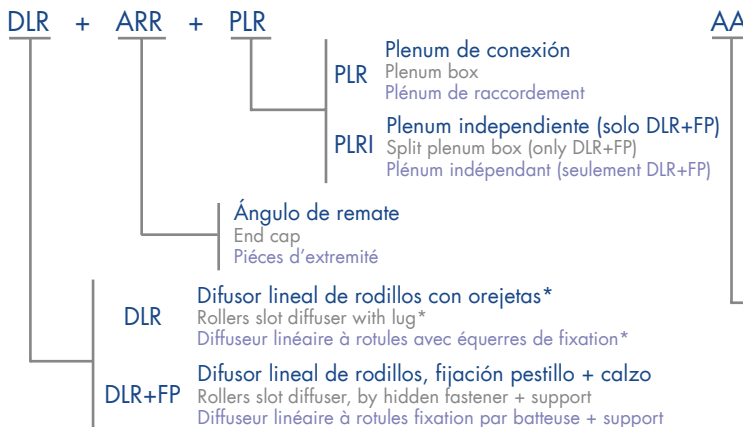 DLR + ARR + PLR
AA
PLR
Plenum de conexión
Plenum box
Plénum de raccordement
PLRI
Plenum independiente (solo DLR+FP)
Split plenum box (only DLR+FP)
Plénum indépendant (seulement DLR+FP)
Ángulo de remate
End cap
Piéces d'extremité
DLR
Difusor lineal de rodillos con orejetas*
Rollers slot diffuser with lug*
Diffuseur linéaire à rotules avec équerres de fixation*
DLR+FP
Difusor lineal de rodillos, fijación pestillo + calzo
Rollers slot diffuser, by hidden fastener + support
Diffuseur linéaire à rotules fixation par batteuse + support